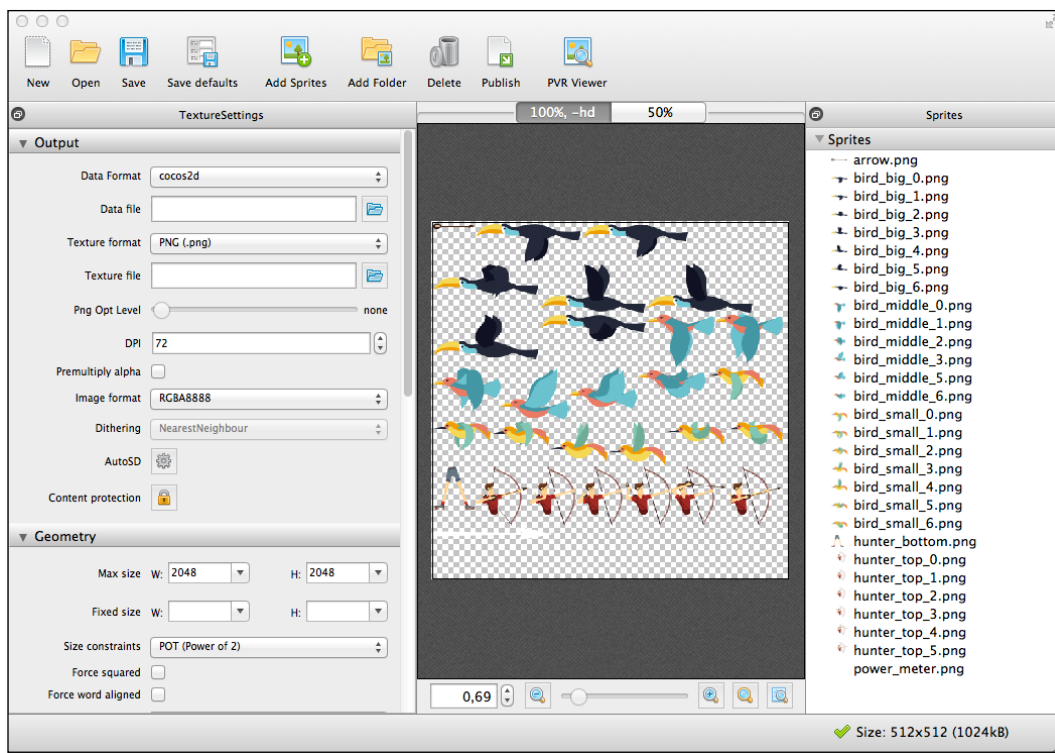 New Open Save Save defaults Add Sprites Add Folder Delete Publish PVR Viewer
TextureSettings
Output
Data Format cocos2d
Data file
Texture format PNG (.png)
Texture file
Png Opt Level none
DPI 72
Premultiply alpha
Image format RGBA8888
Dithering NearestNeighbour
AutoSD
Content protection
Geometry
Max size W: 2048 H: 2048
Fixed size W: H:
Size constraints POT (Power of 2)
Force squared
Force word aligned
100%, -hd 50%
0,69
Sprites
Sprites
arrow.png
bird_big_0.png
bird_big_1.png
bird_big_2.png
bird_big_3.png
bird_big_4.png
bird_big_5.png
bird_big_6.png
bird_middle_0.png
bird_middle_1.png
bird_middle_2.png
bird_middle_3.png
bird_middle_5.png
bird_middle_6.png
bird_small_0.png
bird_small_1.png
bird_small_2.png
bird_small_3.png
bird_small_4.png
bird_small_5.png
bird_small_6.png
hunter_bottom.png
hunter_top_0.png
hunter_top_1.png
hunter_top_2.png
hunter_top_3.png
hunter_top_4.png
hunter_top_5.png
power_meter.png
Size: 512x512 (1024kB)